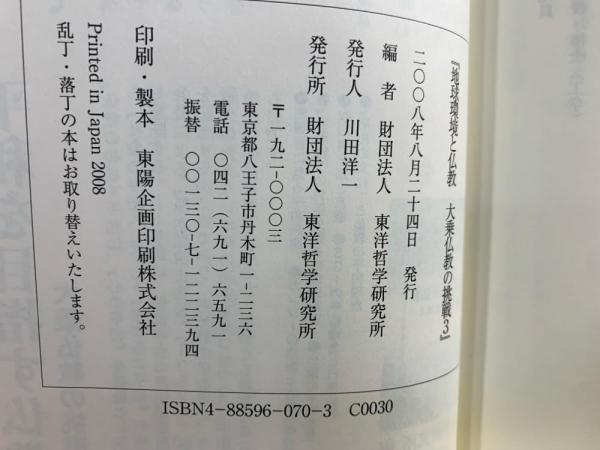 『地球環境と仏教　大乗仏教の挑戦3』
二〇〇八年八月二十四日　発行
編　者　財団法人　東洋哲学研究所
発行人　川田洋一
発行所　財団法人　東洋哲学研究所
〒一九二-〇〇〇三
東京都八王子市丹木町一-二三六
電話　〇四二(六九一)六五九一
振替　〇〇一三〇-七-一二二三九四
印刷・製本　東陽企画印刷株式会社
Printed in Japan 2008
乱丁・落丁の本はお取り替えいたします。
ISBN4-88596-070-3　C0030